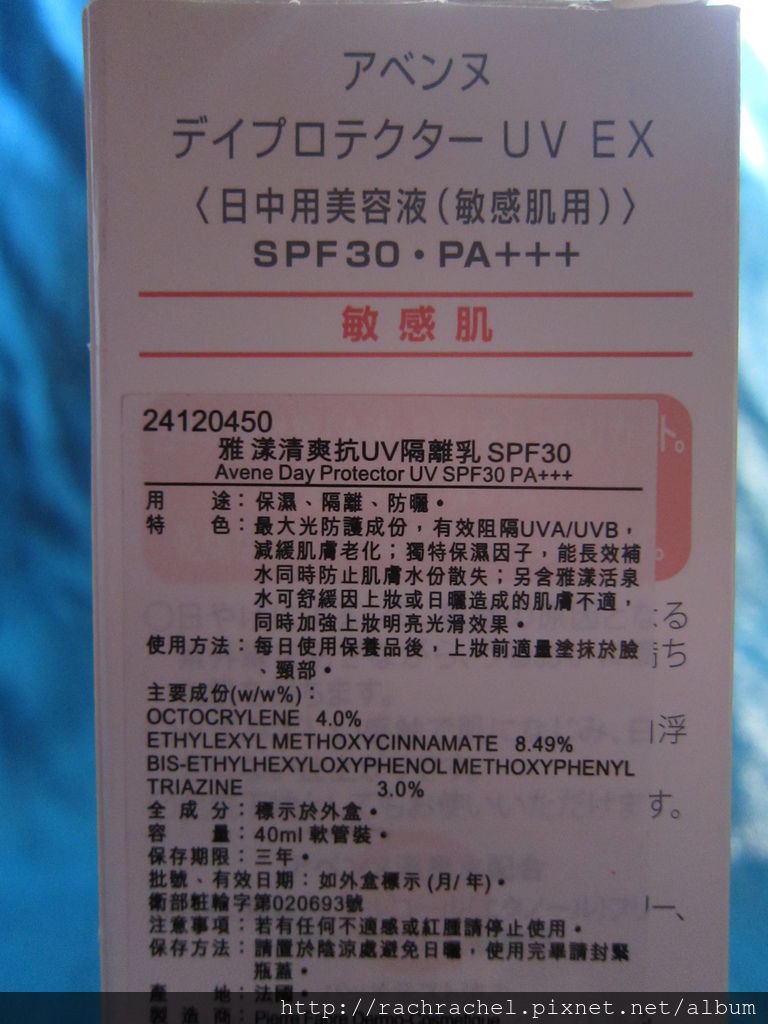 アベンヌ
デイプロテクター UV EX
〈日中用美容液(敏感肌用)〉
SPF30・PA+++
敏感肌
24120450
雅漾清爽抗UV隔離乳 SPF30
Avene Day Protector UV SPF30 PA+++
用 途：保濕、隔離、防曬。
特 色：最大光防護成份，有效阻隔UVA/UVB，
減緩肌膚老化；獨特保濕因子，能長效補
水同時防止肌膚水份散失；另含雅漾活泉
水可舒緩因上妝或日曬造成的肌膚不適，
同時加強上妝明亮光滑效果。
使用方法：每日使用保養品後，上妝前適量塗抹於臉
、頸部。
主要成份(w/w%)：
OCTOCRYLENE 4.0%
ETHYLEXYL METHOXYCINNAMATE 8.49%
BIS-ETHYLHEXYLOXYPHENOL METHOXYPHENYL
TRIAZINE 3.0%
全 成 分：標示於外盒。
容 量：40ml 軟管裝。
保存期限：三年。
批號、有效日期：如外盒標示 (月/ 年)。
衛部粧輸字第020693號
注意事項：若有任何不適感或紅腫請停止使用。
保存方法：請置於陰涼處避免日曬，使用完畢請封緊
瓶蓋。
產 地：法國。
製 造 商：Pierre Fabre Dermo-Cosmetique
http://rachrachel.pixnet.net/album